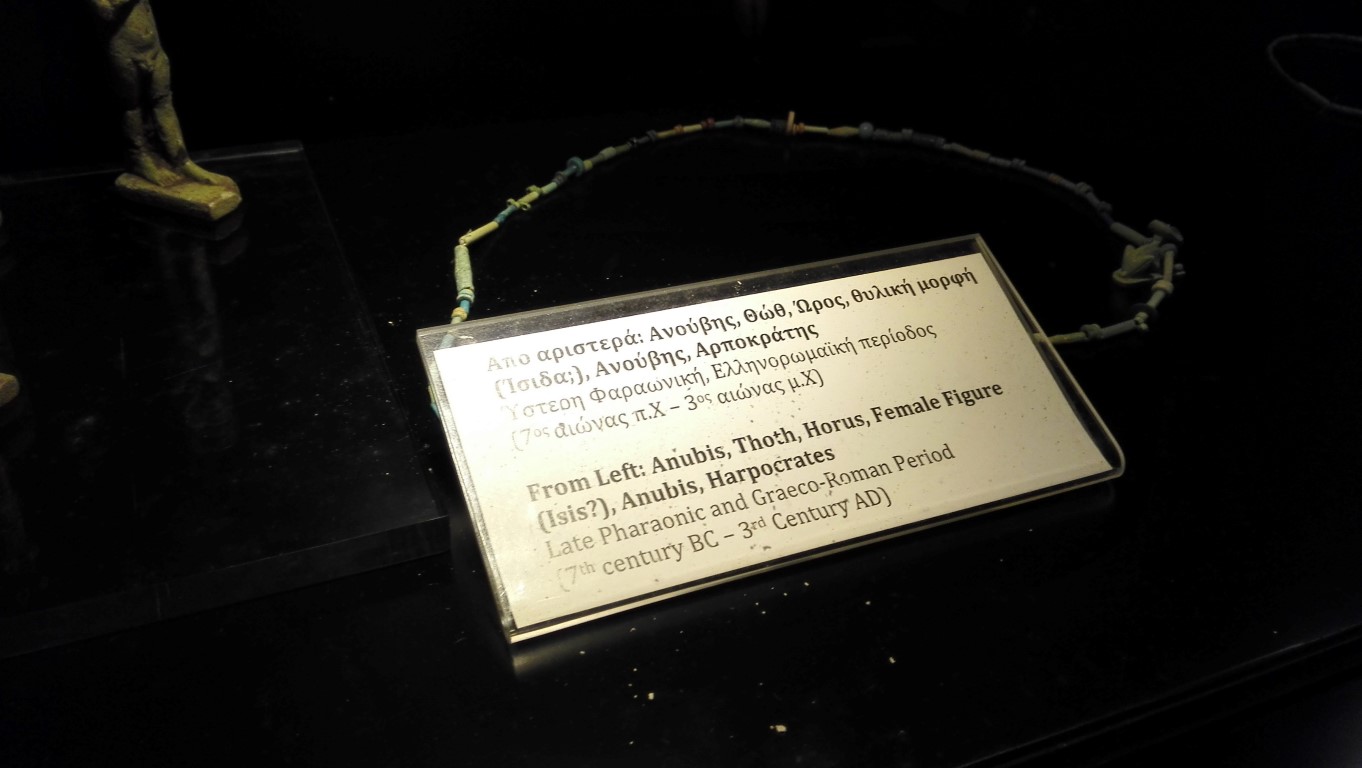 Απο αριστερά: Ανούβης, Θώθ, Ώρος, θυλική μορφή
(Ίσιδα;), Ανούβης, Αρποκράτης
Ύστερη Φαραωνική, Ελληνορωμαϊκή περίοδος
(7ος αιώνας π.Χ – 3ος αιώνας μ.Χ)
From Left: Anubis, Thoth, Horus, Female Figure
(Isis?), Anubis, Harpocrates
Late Pharaonic and Graeco-Roman Period
(7th century BC – 3rd Century AD)